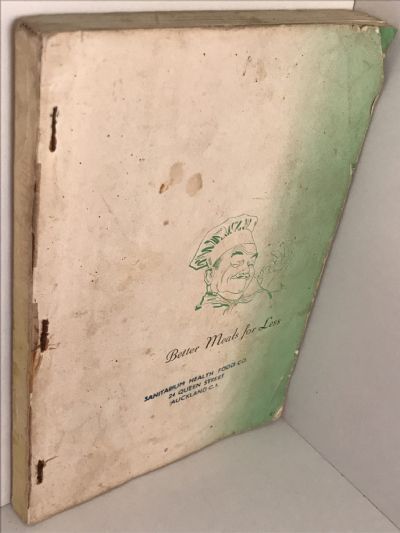 Better Meals for Less
SANITARIUM HEALTH FOOD CO.
24 QUEEN STREET
AUCKLAND C.1.